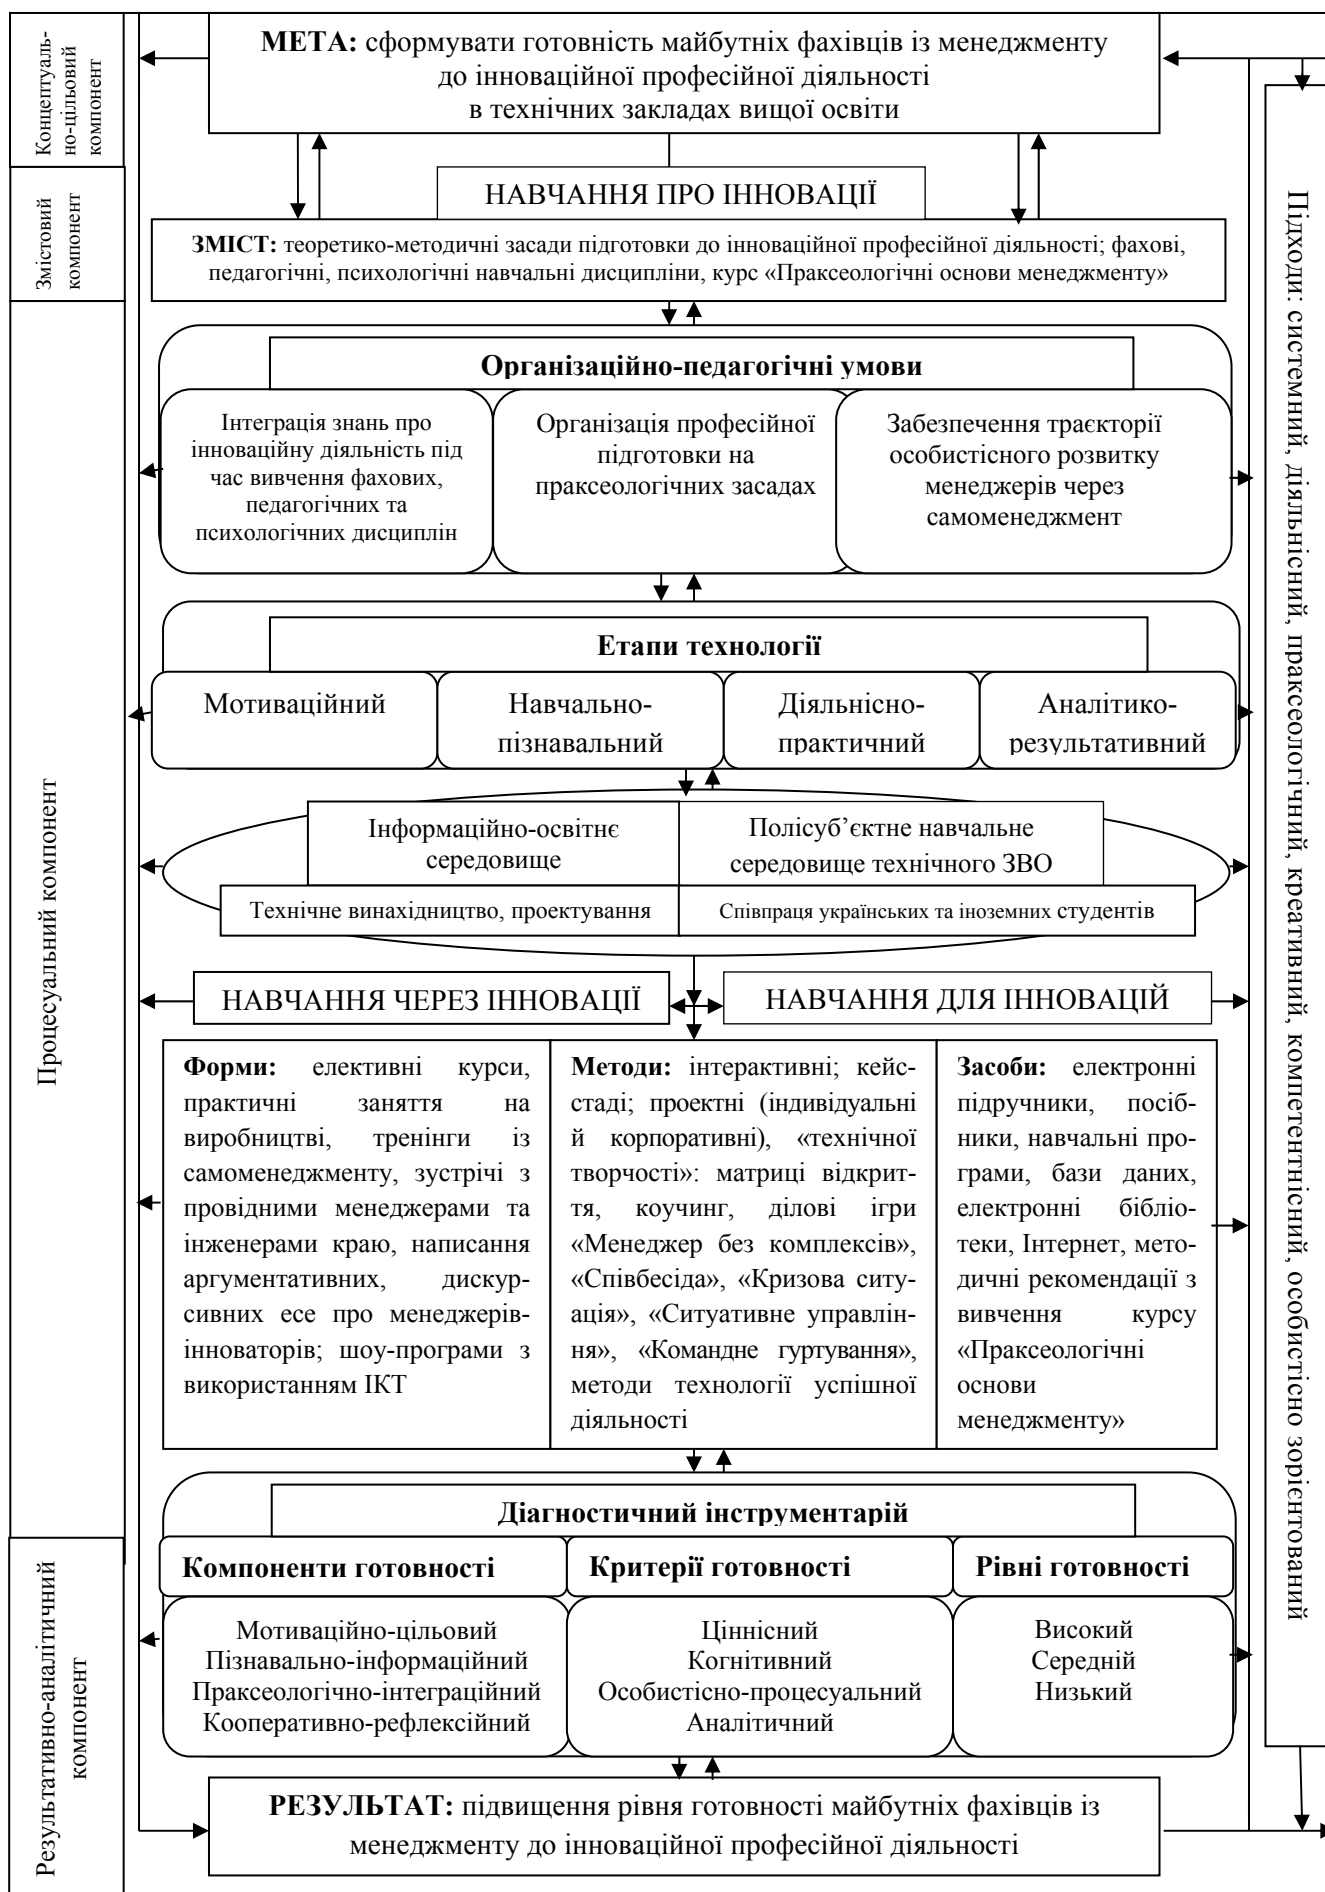 Концептуаль-
но-цільовий
компонент
МЕТА: сформувати готовність майбутніх фахівців із менеджменту
до інноваційної професійної діяльності
в технічних закладах вищої освіти
Змістовий
компонент
НАВЧАННЯ ПРО ІННОВАЦІЇ
ЗМІСТ: теоретико-методичні засади підготовки до інноваційної професійної діяльності; фахові,
педагогічні, психологічні навчальні дисципліни, курс «Праксеологічні основи менеджменту»
Процесуальний компонент
Організаційно-педагогічні умови
Інтеграція знань про
інноваційну діяльність під
час вивчення фахових,
педагогічних та
психологічних дисциплін
Організація професійної
підготовки на
праксеологічних засадах
Забезпечення траєкторії
особистісного розвитку
менеджерів через
самоменеджмент
Етапи технології
Мотиваційний
Навчально-
пізнавальний
Діяльнісно-
практичний
Аналітико-
результативний
Інформаційно-освітнє
середовище
Полісуб’єктне навчальне
середовище технічного ЗВО
Технічне винахідництво, проектування
Співпраця українських та іноземних студентів
НАВЧАННЯ ЧЕРЕЗ ІННОВАЦІЇ
НАВЧАННЯ ДЛЯ ІННОВАЦІЙ
Форми: елективні курси,
практичні заняття на
виробництві, тренінги із
самоменеджменту, зустрічі з
провідними менеджерами та
інженерами краю, написання
аргументативних, дискур-
сивних есе про менеджерів-
інноваторів; шоу-програми з
використанням ІКТ
Методи: інтерактивні; кейс-
стаді; проектні (індивідуальні
й корпоративні), «технічної
творчості»: матриці відкрит-
тя, коучинг, ділові ігри
«Менеджер без комплексів»,
«Співбесіда», «Кризова ситу-
ація», «Ситуативне управлін-
ня», «Командне гуртування»,
методи технології успішної
діяльності
Засоби: електронні
підручники, посіб-
ники, навчальні про-
грами, бази даних,
електронні бібліо-
теки, Інтернет, мето-
дичні рекомендації з
вивчення курсу
«Праксеологічні
основи
менеджменту»
Результативно-аналітичний
компонент
Діагностичний інструментарій
Компоненти готовності
Критерії готовності
Рівні готовності
Мотиваційно-цільовий
Пізнавально-інформаційний
Праксеологічно-інтеграційний
Кооперативно-рефлексійний
Ціннісний
Когнітивний
Особистісно-процесуальний
Аналітичний
Високий
Середній
Низький
РЕЗУЛЬТАТ: підвищення рівня готовності майбутніх фахівців із
менеджменту до інноваційної професійної діяльності
Підходи: системний, діяльнісний, праксеологічний, креативний, компетентнісний, особистісно зорієнтований